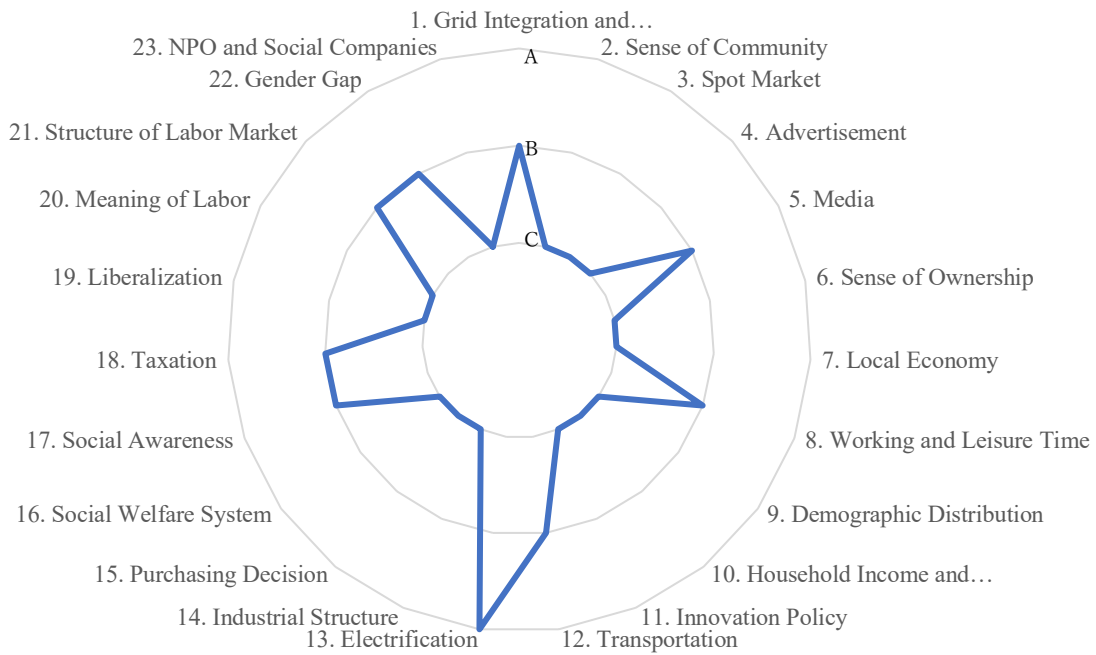 1. Grid Integration and…
2. Sense of Community
3. Spot Market
4. Advertisement
5. Media
6. Sense of Ownership
7. Local Economy
8. Working and Leisure Time
9. Demographic Distribution
10. Household Income and…
11. Innovation Policy
12. Transportation
13. Electrification
14. Industrial Structure
15. Purchasing Decision
16. Social Welfare System
17. Social Awareness
18. Taxation
19. Liberalization
20. Meaning of Labor
21. Structure of Labor Market
22. Gender Gap
23. NPO and Social Companies
A
B
C